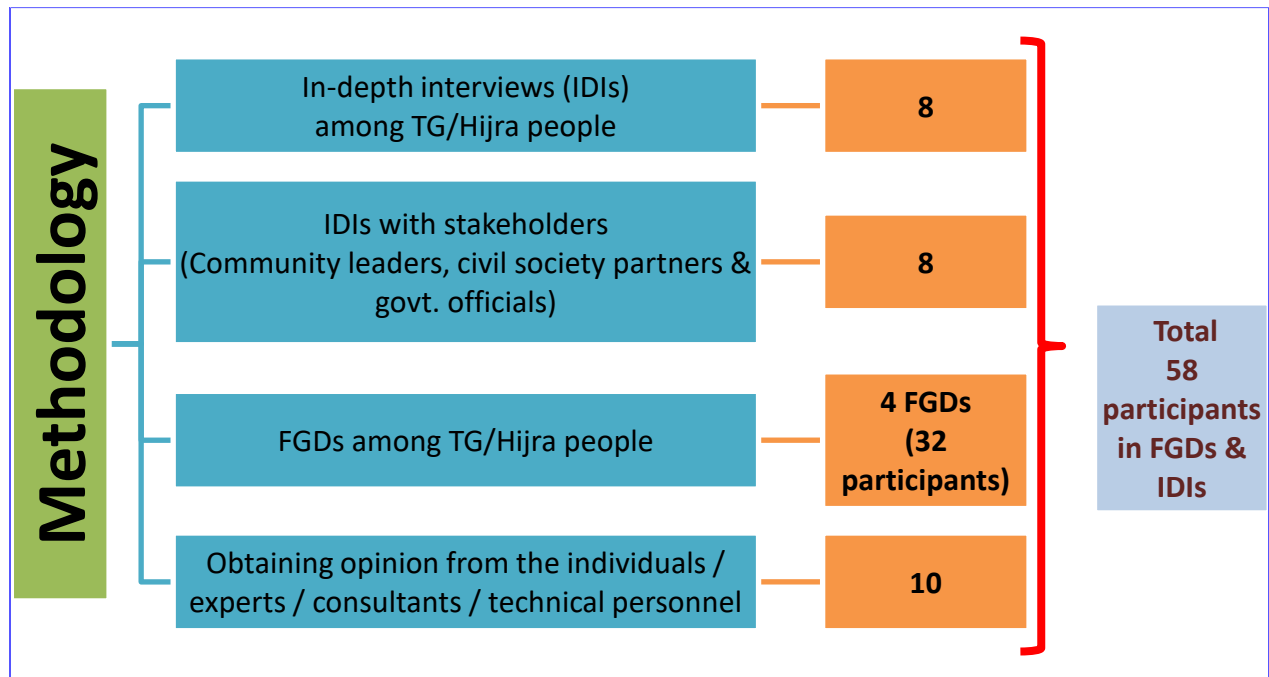 Methodology
In-depth interviews (IDIs)
among TG/Hijra people
8
IDIs with stakeholders
(Community leaders, civil society partners &
govt. officials)
8
FGDs among TG/Hijra people
4 FGDs
(32
participants)
Obtaining opinion from the individuals /
experts / consultants / technical personnel
10
Total
58
participants
in FGDs &
IDIs